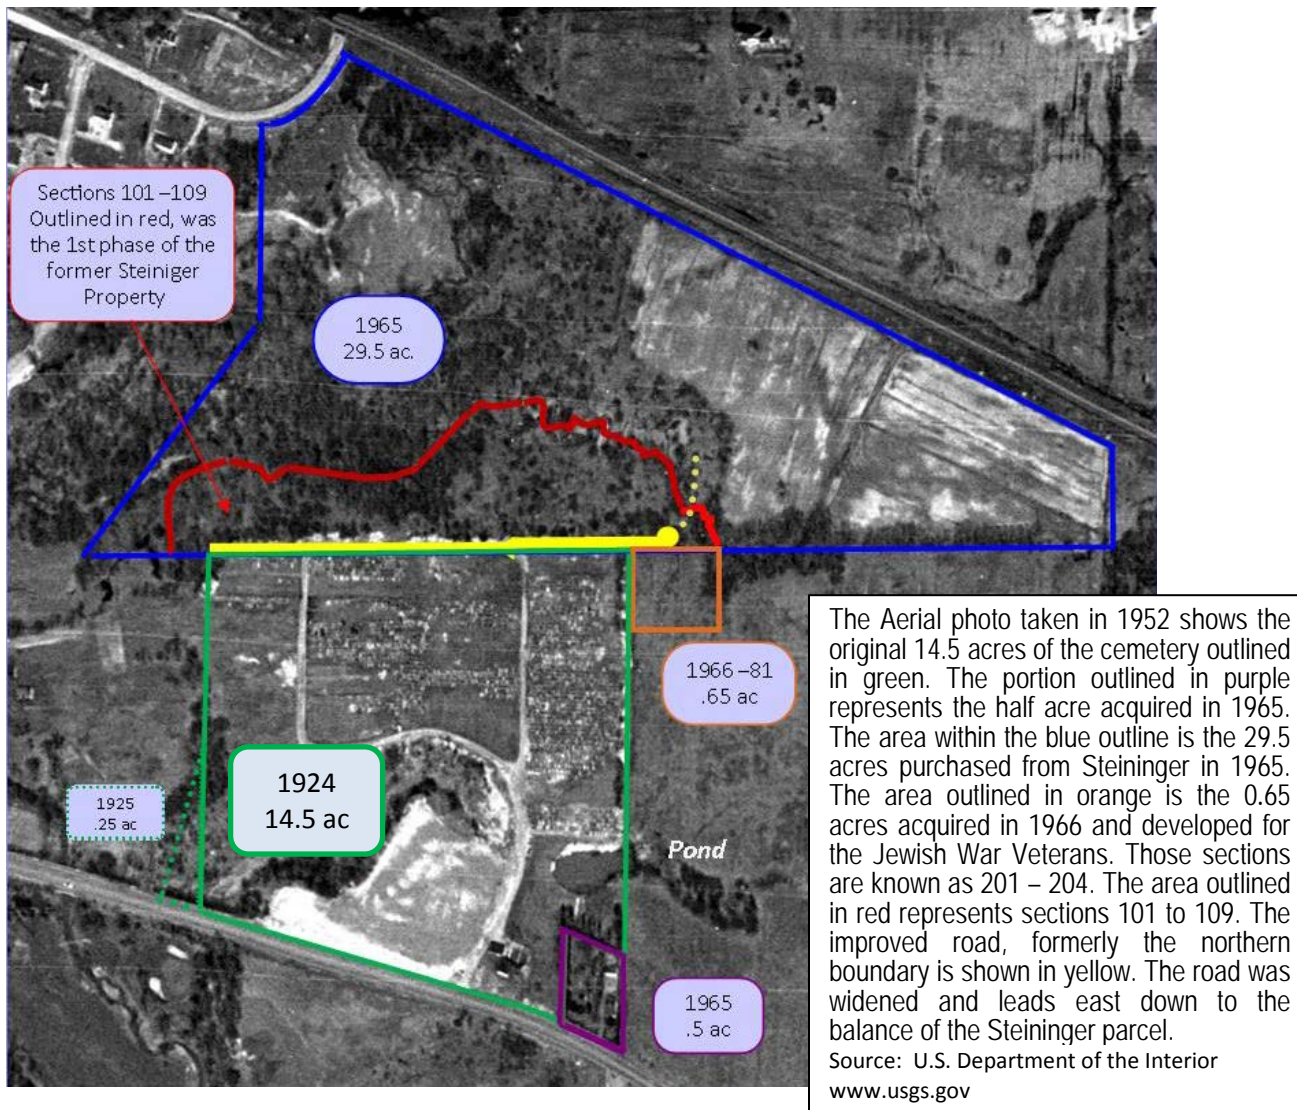 Sections 101 –109
Outlined in red, was
the 1st phase of the
former Steiniger
Property
1965
29.5 ac.
1966 –81
.65 ac
1924
14.5 ac
1925
.25 ac
Pond
1965
.5 ac
The Aerial photo taken in 1952 shows the
original 14.5 acres of the cemetery outlined
in green. The portion outlined in purple
represents the half acre acquired in 1965.
The area within the blue outline is the 29.5
acres purchased from Steininger in 1965.
The area outlined in orange is the 0.65
acres acquired in 1966 and developed for
the Jewish War Veterans. Those sections
are known as 201 – 204. The area outlined
in red represents sections 101 to 109. The
improved road, formerly the northern
boundary is shown in yellow. The road was
widened and leads east down to the
balance of the Steininger parcel.
Source: U.S. Department of the Interior
www.usgs.gov